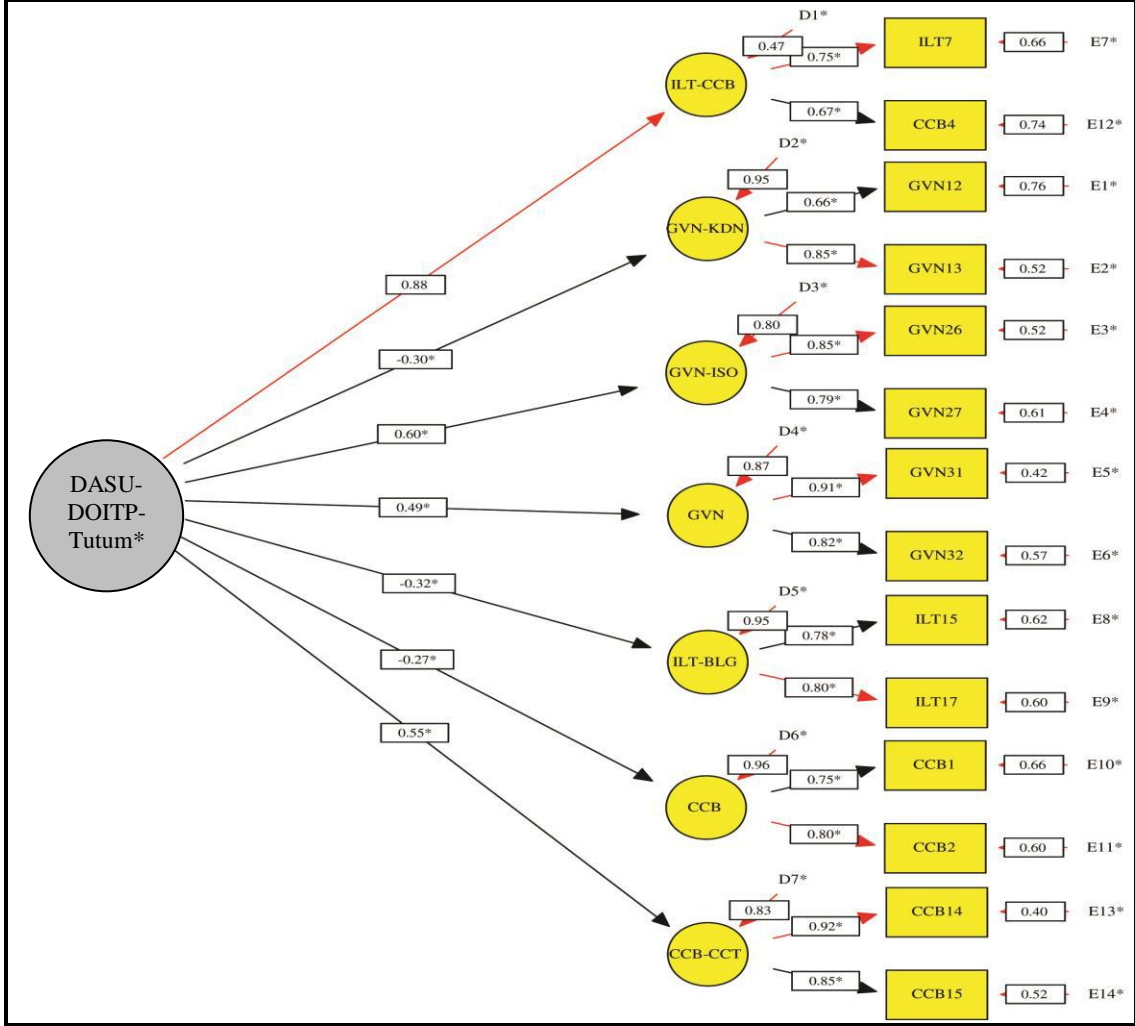 D1*
0.47
0.75*
ILT7
0.66
E7*
ILT-CCB
0.67*
CCB4
0.74
E12*
D2*
0.95
0.66*
GVN12
0.76
E1*
GVN-KDN
0.85*
GVN13
0.52
E2*
0.88
D3*
0.80
0.85*
GVN26
0.52
E3*
-0.30*
GVN-ISO
0.79*
GVN27
0.61
E4*
0.60*
D4*
0.87
0.91*
GVN31
0.42
E5*
DASU-
DOITP-
Tutum*
0.49*
GVN
0.82*
GVN32
0.57
E6*
-0.32*
D5*
0.95
0.78*
ILT15
0.62
E8*
-0.27*
ILT-BLG
0.80*
ILT17
0.60
E9*
0.55*
D6*
0.96
0.75*
CCB1
0.66
E10*
CCB
0.80*
CCB2
0.60
E11*
D7*
0.83
0.92*
CCB14
0.40
E13*
CCB-CCT
0.85*
CCB15
0.52
E14*